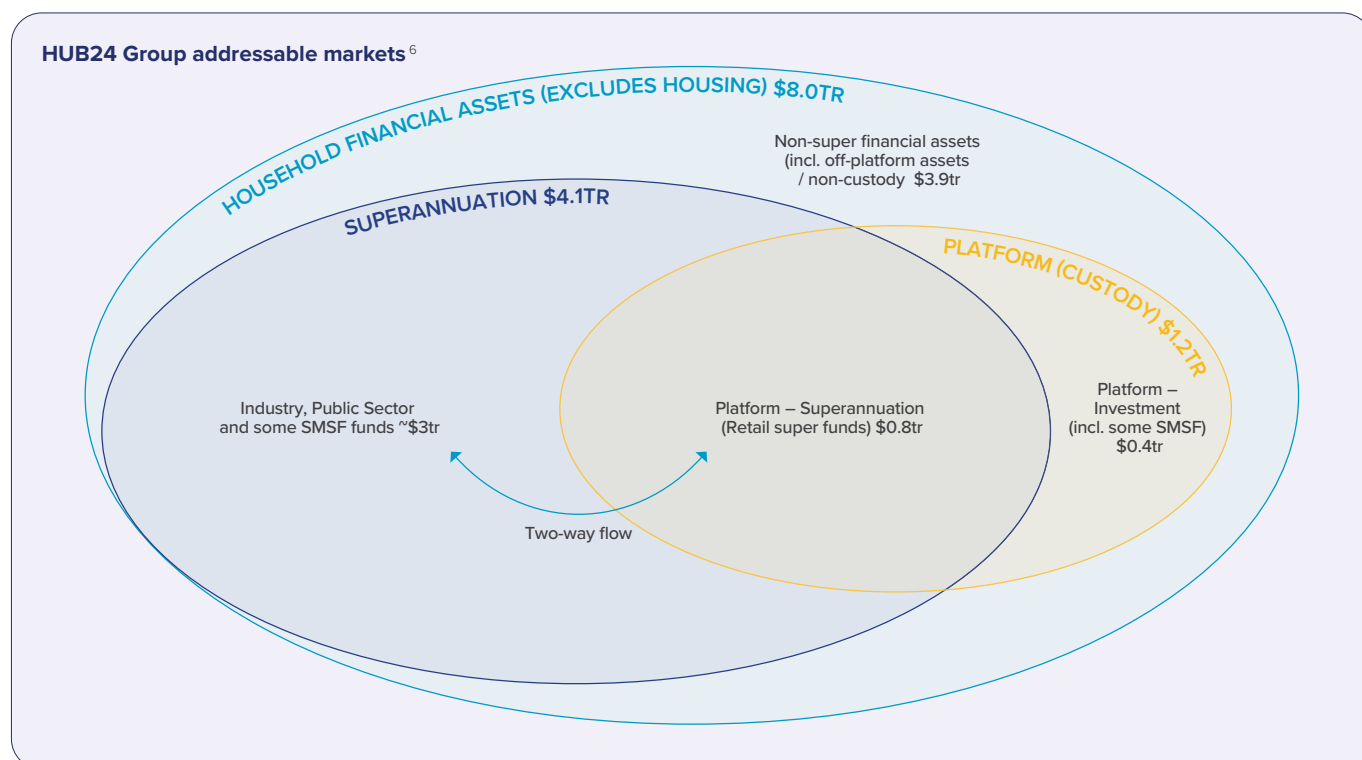 HUB24 Group addressable markets 6
HOUSEHOLD FINANCIAL ASSETS (EXCLUDES HOUSING) $8.0TR
Non-super financial assets
(incl. off-platform assets
/ non-custody $3.9tr
SUPERANNUATION $4.1TR
PLATFORM (CUSTODY) $1.2TR
Industry, Public Sector
and some SMSF funds ~$3tr
Platform – Superannuation
(Retail super funds) $0.8tr
Platform –
Investment
(incl. some SMSF)
$0.4tr
Two-way flow